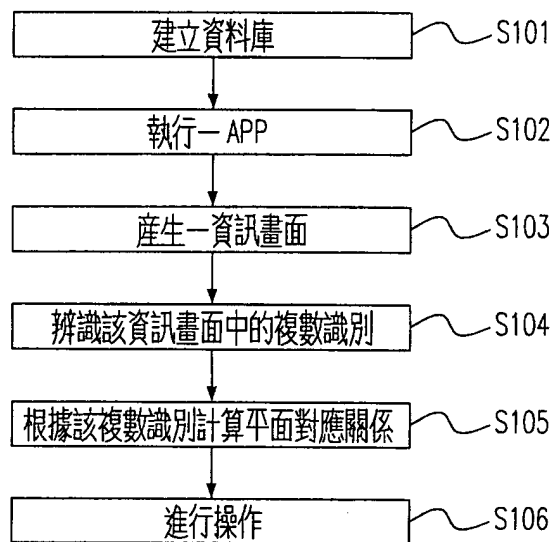 建立資料庫 S101
執行一APP S102
産生一資訊畫面 S103
辨識該資訊畫面中的複數識別 S104
根據該複數識別計算平面對應關係 S105
進行操作 S106